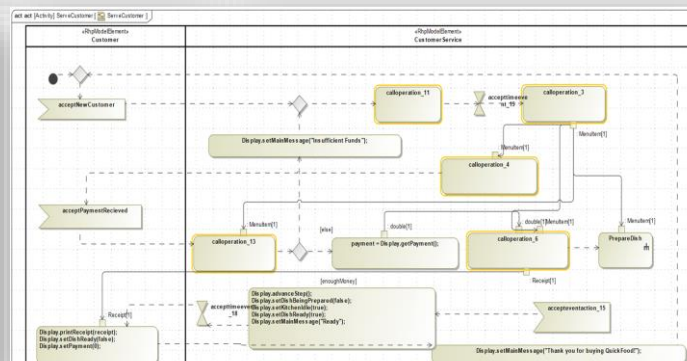 act act [Activity] ServeCustomer [ ServeCustomer ]
«RhpModelElement»
Customer
«RhpModelElement»
CustomerService
acceptNewCustomer
calloperation_11
accepttimeevent_19
calloperation_3
Display.setMainMessage("Insufficient Funds");
MenuItem[1]
MenuItem[1]
calloperation_4
acceptPaymentRecieved
MenuItem[1]
[else]
double[1]
double[1]
MenuItem[1]
MenuItem[1]
calloperation_13
payment = Display.getPayment();
calloperation_6
PrepareDish
[enoughMoney]
Receipt[1]
Display.advanceStep();
Display.setDishBeingPrepared(false);
Display.setKitchenIdle(true);
Display.setDishReady(true);
Display.setMainMessage("Ready");
accepttimeevent_18
accepteventaction_15
Receipt[1]
Display.printReceipt(receipt);
Display.setDishReady(false);
Display.setPayment(0);
Display.setMainMessage("Thank you for buying QuickFood!");